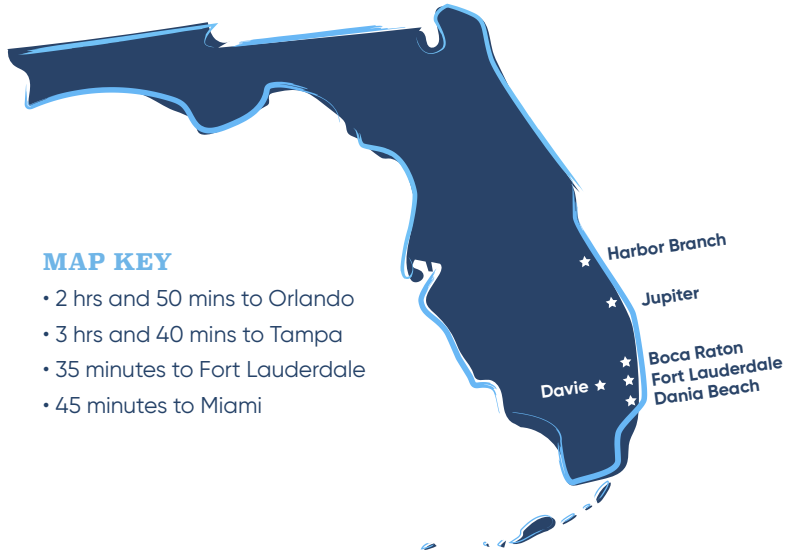 Harbor Branch
MAP KEY
• 2 hrs and 50 mins to Orlando
Jupiter
• 3 hrs and 40 mins to Tampa
Boca Raton
• 35 minutes to Fort Lauderdale
Fort Lauderdale
Davie
Dania Beach
• 45 minutes to Miami